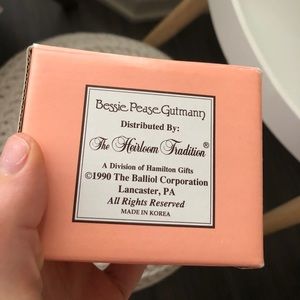 Bessie Pease Gutmann
Distributed By:
The Heirloom Tradition®
A Division of Hamilton Gifts
©1990 The Balliol Corporation
Lancaster, PA
All Rights Reserved
MADE IN KOREA